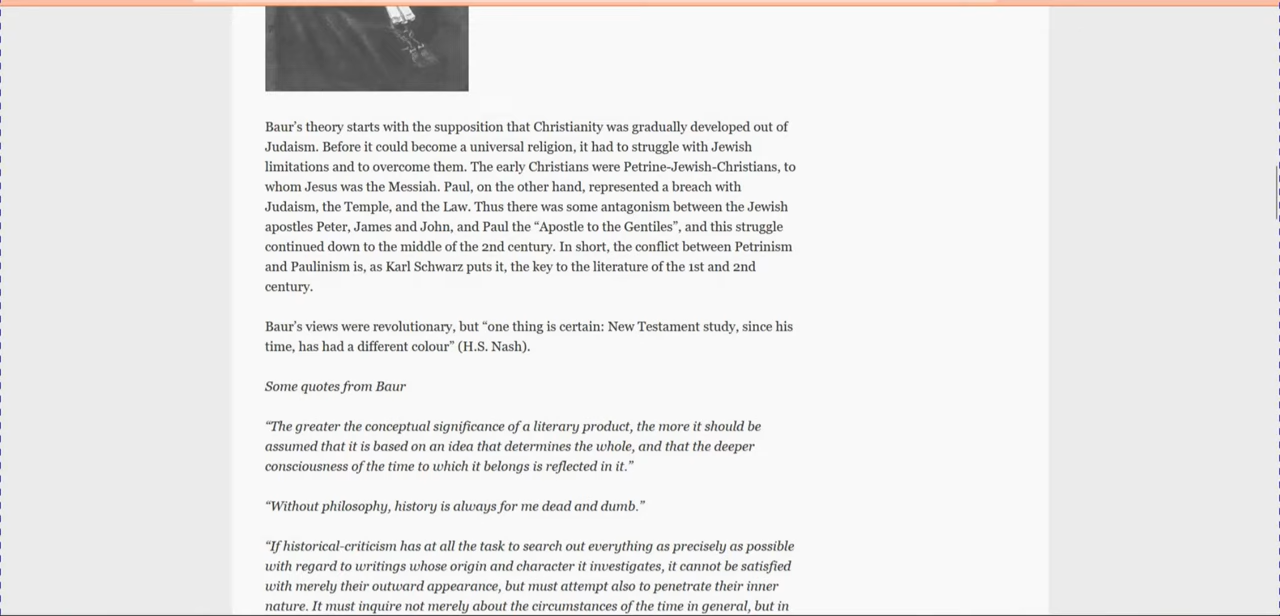 Baur’s theory starts with the supposition that Christianity was gradually developed out of
Judaism. Before it could become a universal religion, it had to struggle with Jewish
limitations and to overcome them. The early Christians were Petrine-Jewish-Christians, to
whom Jesus was the Messiah. Paul, on the other hand, represented a breach with
Judaism, the Temple, and the Law. Thus there was some antagonism between the Jewish
apostles Peter, James and John, and Paul the “Apostle to the Gentiles”, and this struggle
continued down to the middle of the 2nd century. In short, the conflict between Petrinism
and Paulinism is, as Karl Schwarz puts it, the key to the literature of the 1st and 2nd
century.
Baur’s views were revolutionary, but “one thing is certain: New Testament study, since his
time, has had a different colour” (H.S. Nash).
Some quotes from Baur
“The greater the conceptual significance of a literary product, the more it should be
assumed that it is based on an idea that determines the whole, and that the deeper
consciousness of the time to which it belongs is reflected in it.”
“Without philosophy, history is always for me dead and dumb.”
“If historical-criticism has at all the task to search out everything as precisely as possible
with regard to writings whose origin and character it investigates, it cannot be satisfied
with merely their outward appearance, but must attempt also to penetrate their inner
nature. It must inquire not merely about the circumstances of the time in general, but in